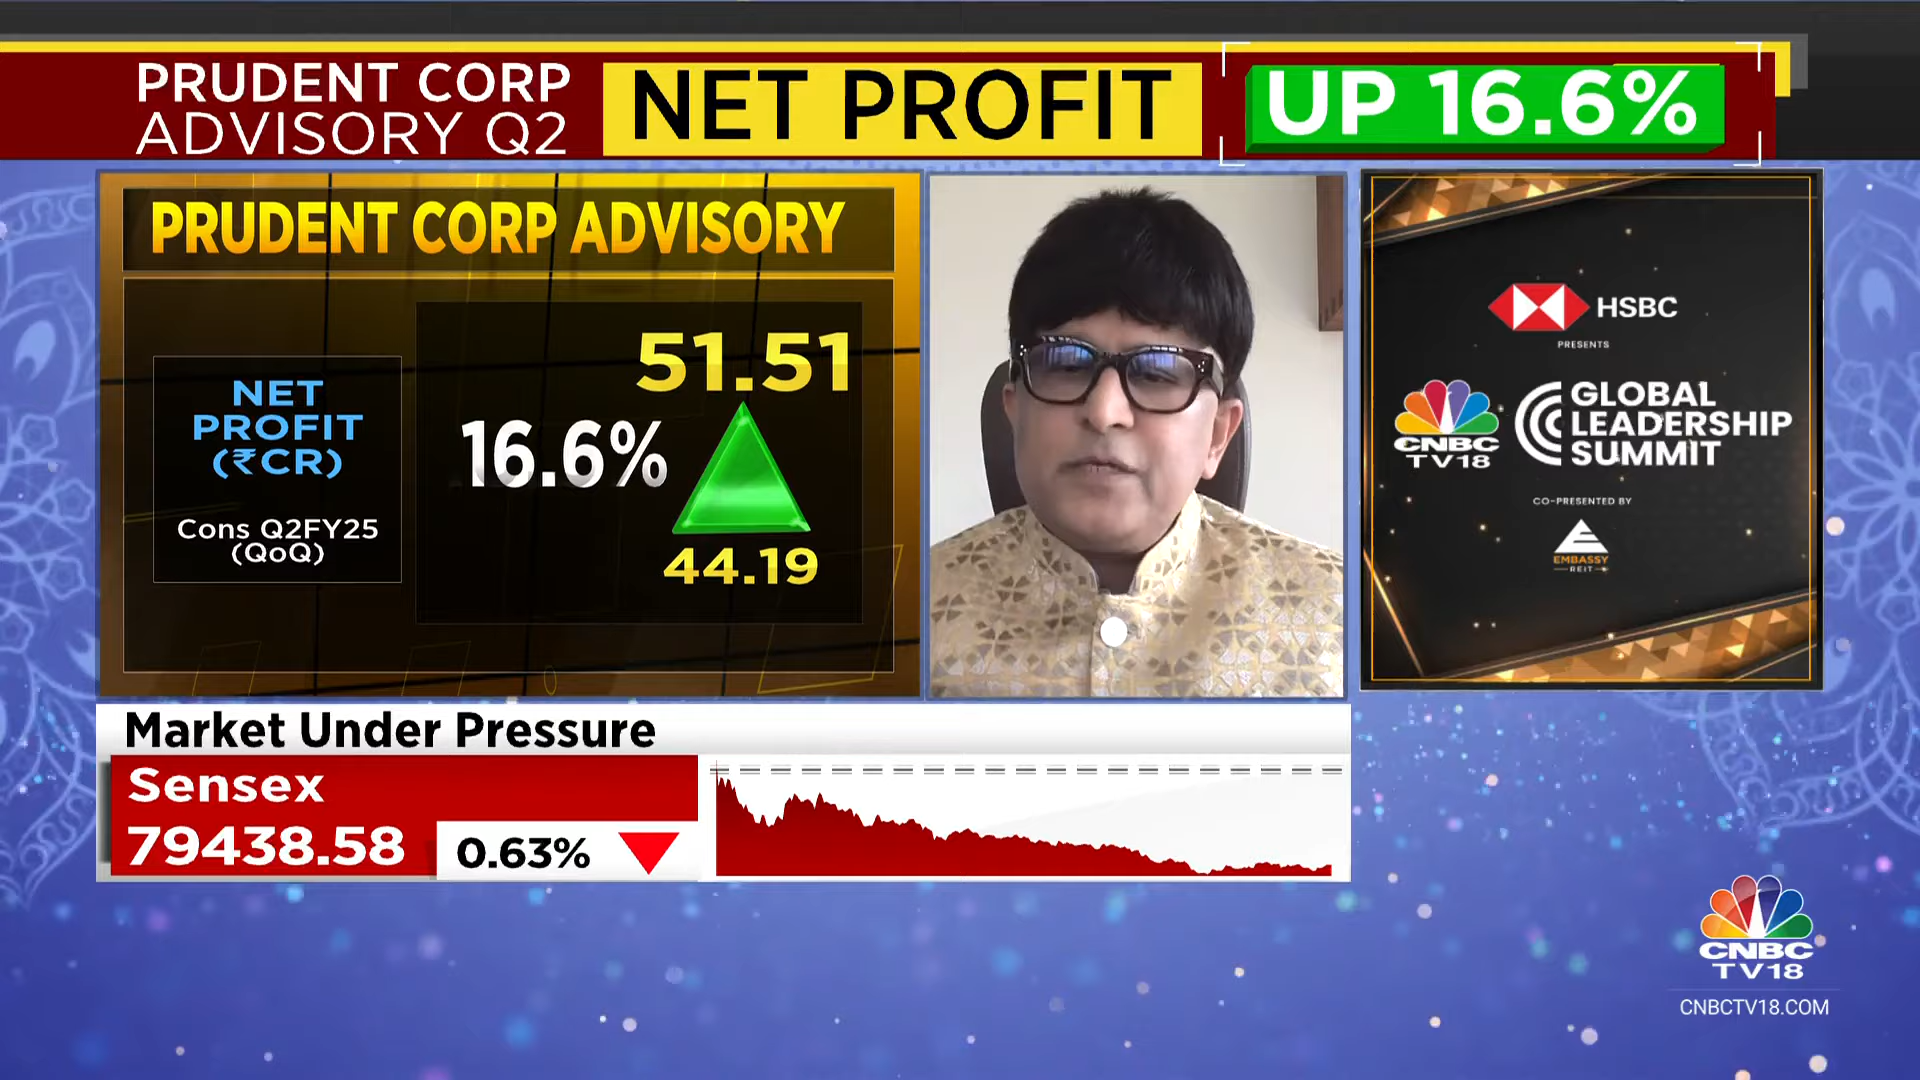 PRUDENT CORP
ADVISORY Q2
NET PROFIT
UP 16.6%
PRUDENT CORP ADVISORY
NET
PROFIT
(₹CR)
Cons Q2FY25
(QoQ)
51.51
16.6%
44.19
HSBC
PRESENTS
CNBC
TV18
GLOBAL
LEADERSHIP
SUMMIT
CO-PRESENTED BY
EMBASSY
REIT
Market Under Pressure
Sensex
79438.58
0.63%
CNBC
TV18
CNBCTV18.COM